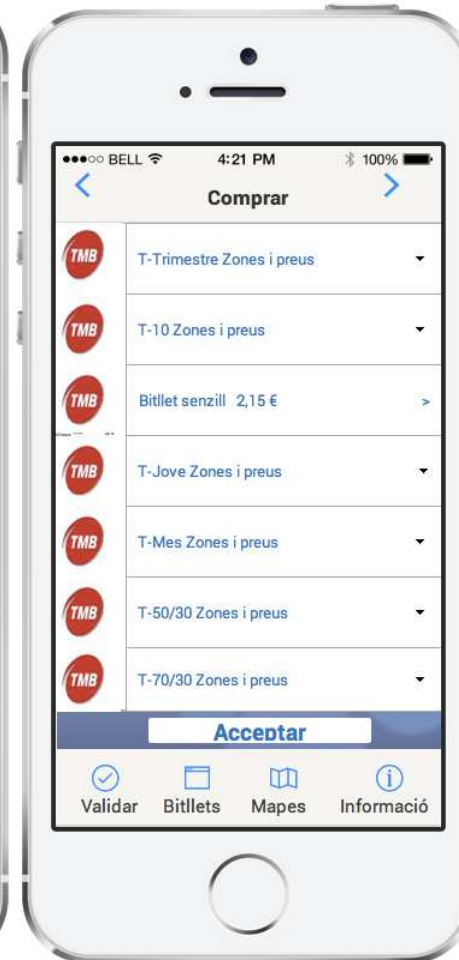 BELL 4:21 PM 100%
Comprar
TMB T-Trimestre Zones i preus
TMB T-10 Zones i preus
TMB Bitllet senzill 2,15 € >
TMB T-Jove Zones i preus
TMB T-Mes Zones i preus
TMB T-50/30 Zones i preus
TMB T-70/30 Zones i preus
Acceptar
Validar Bitllets Mapes Informació